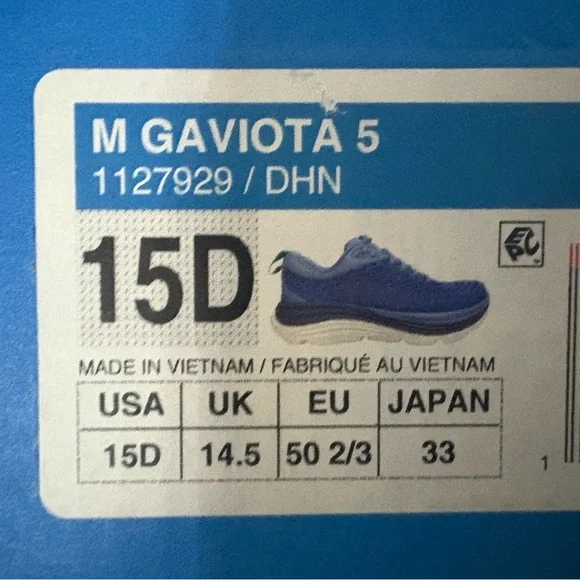 M GAVIOTA 5
1127929 / DHN
15D
EPC
MADE IN VIETNAM / FABRIQUÉ AU VIETNAM
USA UK EU JAPAN
15D 14.5 50 2/3 33
1